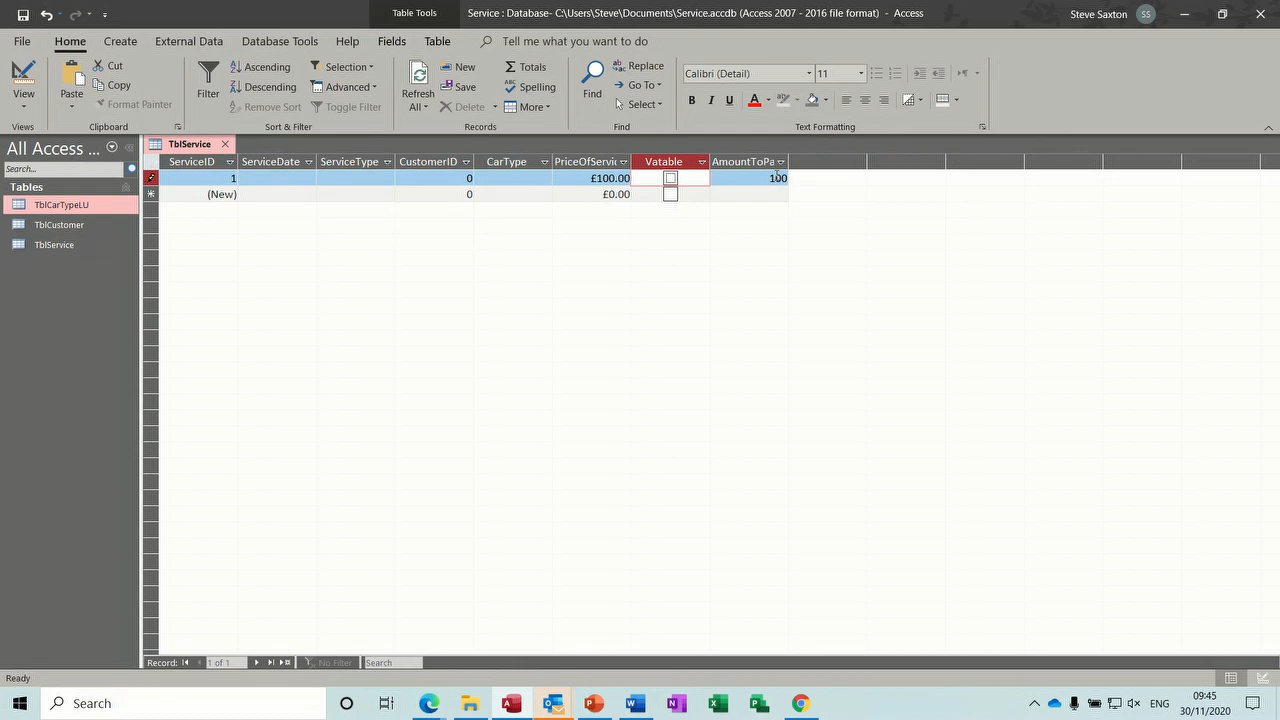 Table Tools
Service : Database- C:\Users\Steve\Documents\Service.accdb (Access 2007 - 2016 file format) - Access
Steve Saxton
SS
File Home Create External Data Database Tools Help Fields Table Tell me what you want to do
View
Views
Paste
Cut
Copy
Format Painter
Clipboard
Filter
Ascending
Descending
Remove Sort
Selection
Advanced
Toggle Filter
Sort & Filter
Refresh
All
New
Save
Delete
Totals
Spelling
More
Records
Find
Replace
Go To
Select
Find
Calibri (Detail)
11
B I U A
Text Formatting
All Access ...
Search...
Tables
TblCarTypeLU
TblCustomer
TblService
TblService
ServiceID ServiceDate ServiceType CustomerID CarType PriceOfServic Vatable AmountToPa
1 0 £100.00 £100
(New) 0 £0.00
Record: 1 of 1 No Filter Search
Ready
Search
ENG
09:45
30/11/2020